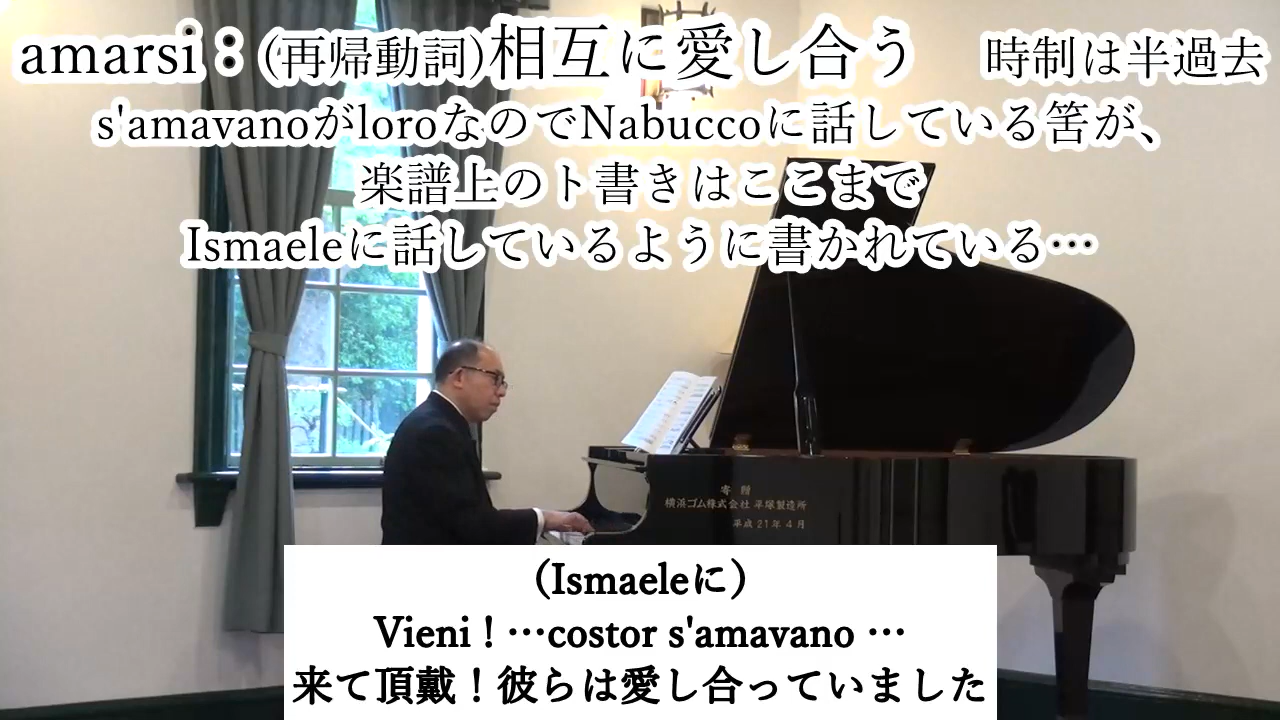 amarsi：(再帰動詞)相互に愛し合う　時制は半過去
s'amavanoがloroなのでNabuccoに話している筈が、
楽譜上のト書きはここまで
Ismaeleに話しているように書かれている…
寄贈
横浜ゴム株式会社 平塚製造所
平成21年4月
（Ismaeleに）
Vieni ! …costor s'amavano …
来て頂戴！彼らは愛し合っていました